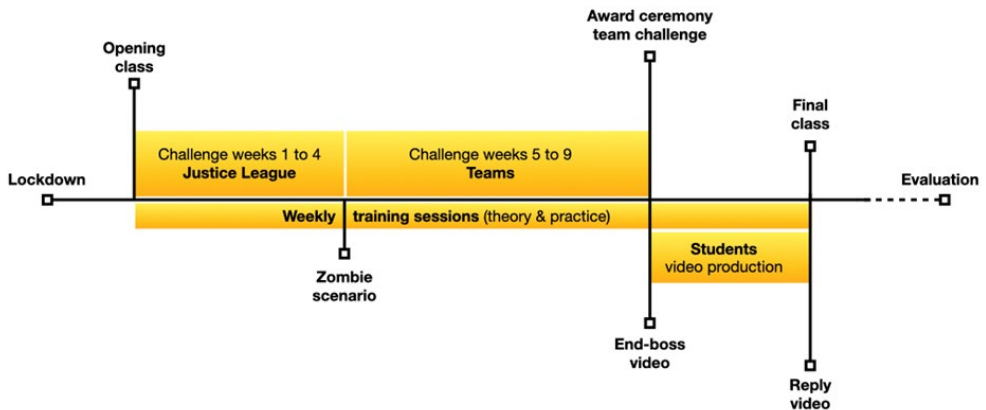 Award ceremony
team challenge
Opening
class
Final
class
Challenge weeks 1 to 4
Justice League
Challenge weeks 5 to 9
Teams
Lockdown
Evaluation
Weekly training sessions (theory & practice)
Students
video production
Zombie
scenario
End-boss
video
Reply
video